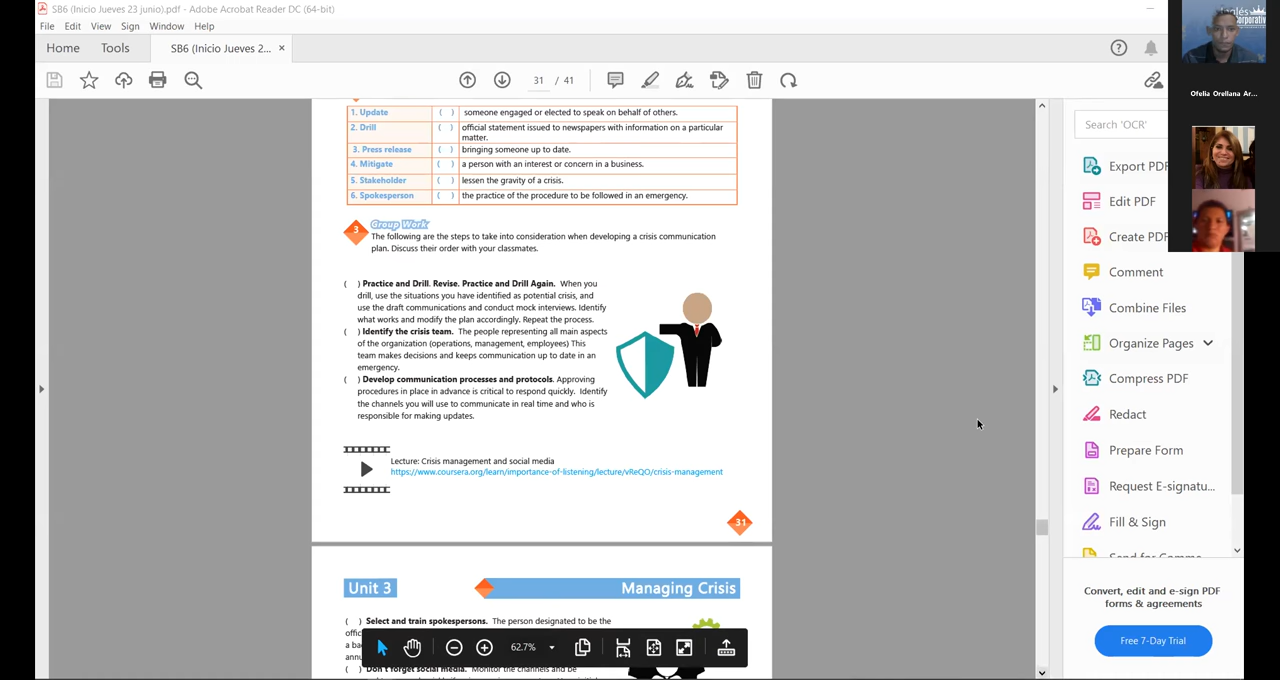 SB6 (Inicio Jueves 23 junio).pdf - Adobe Acrobat Reader DC (64-bit)
File Edit View Sign Window Help
Home Tools SB6 (Inicio Jueves 2... ×
31 / 41
1. Update ( ) someone engaged or elected to speak on behalf of others.
2. Drill ( ) official statement issued to newspapers with information on a particular
matter.
3. Press release ( ) bringing someone up to date.
4. Mitigate ( ) a person with an interest or concern in a business.
5. Stakeholder ( ) lessen the gravity of a crisis.
6. Spokesperson ( ) the practice of the procedure to be followed in an emergency.
3 Group Work
The following are the steps to take into consideration when developing a crisis communication
plan. Discuss their order with your classmates.
( ) Practice and Drill. Revise. Practice and Drill Again. When you
drill, use the situations you have identified as potential crisis, and
use the draft communications and conduct mock interviews. Identify
what works and modify the plan accordingly. Repeat the process.
( ) Identify the crisis team. The people representing all main aspects
of the organization (operations, management, employees) This
team makes decisions and keeps communication up to date in an
emergency.
( ) Develop communication processes and protocols. Approving
procedures in place in advance is critical to respond quickly. Identify
the channels you will use to communicate in real time and who is
responsible for making updates.
Lecture: Crisis management and social media
https://www.coursera.org/learn/importance-of-listening/lecture/vReQO/crisis-management
31
Unit 3 Managing Crisis
( ) Select and train spokespersons. The person designated to be the
( ) Don't forget social media. Monitor the channels and be
62.7%
Search 'OCR'
Export PDF
Edit PDF
Create PDF
Comment
Combine Files
Organize Pages
Compress PDF
Redact
Prepare Form
Request E-signatu...
Fill & Sign
Convert, edit and e-sign PDF
forms & agreements
Free 7-Day Trial
Ofelia Orellana Ar...